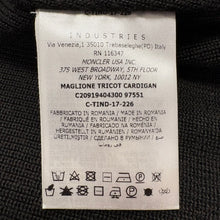 INDUSTRIES
Via Venezia,1 35010 Trebaseleghe(PD) Italy
RN 116347
MONCLER USA INC.
375 WEST BROADWAY, 5TH FLOOR
NEW YORK, 10012 NY
MAGLIONE TRICOT CARDIGAN
C20919404300 97551
C-TIND-17-226
FABBRICATO IN ROMANIA / MADE IN ROMANIA
FABRIQUÉ EN ROUMANIE / HERGESTELLT IN
RUMÄNIEN / FABRICADO EN RUMANIA